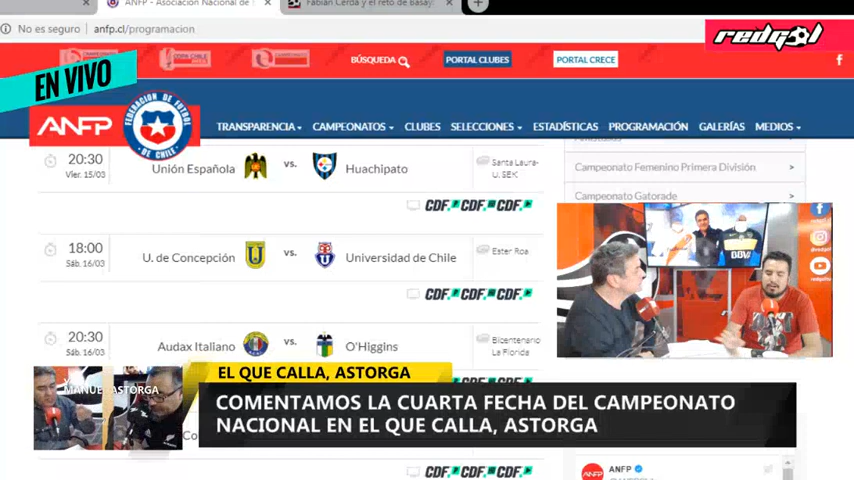 ANFP - Asociación Nacional de
Fabián Cerda y el reto de Basay
No es seguro
anfp.cl/programacion
redgol
EN VIVO
BÚSQUEDA
PORTAL CLUBES
PORTAL CRECE
ANFP
FEDERACION DE FUTBOL
DE CHILE
TRANSPARENCIA
CAMPEONATOS
CLUBES
SELECCIONES
ESTADÍSTICAS
PROGRAMACIÓN
GALERÍAS
MEDIOS
20:30
Vier. 15/03
Unión Española
vs.
Huachipato
Santa Laura-
U. SEK
CDF CDF CDF
Campeonato Femenino Primera División
Campeonato Gatorade
18:00
Sáb. 16/03
U. de Concepción
vs.
Universidad de Chile
Ester Roa
CDF CDF CDF
BBVA
20:30
Sáb. 16/03
Audax Italiano
vs.
O'Higgins
Bicentenario
La Florida
MANUEL ASTORGA
EL QUE CALLA, ASTORGA
COMENTAMOS LA CUARTA FECHA DEL CAMPEONATO
NACIONAL EN EL QUE CALLA, ASTORGA
CDF CDF CDF
ANFP
ANFP